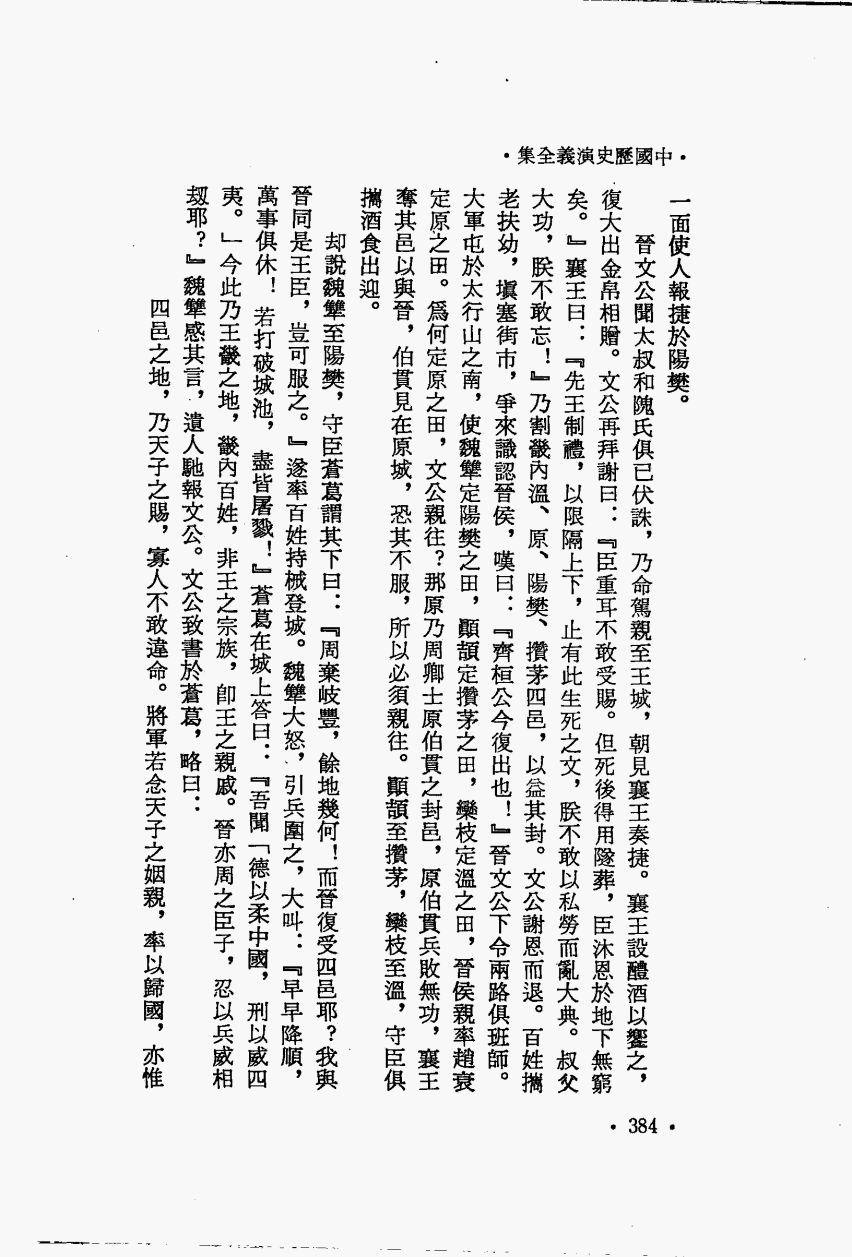 •中國歷史演義全集•
一面使人報捷於陽樊。
晉文公聞太叔和隗氏俱已伏誅，乃命駕親至王城，朝見襄王奏捷。襄王設醴酒以饗之，
復大出金帛相贈。文公再拜謝曰：『臣重耳不敢受賜。但死後得用隧葬，臣沐恩於地下無窮
矣。』襄王曰：『先王制禮，以限隔上下，止有此生死之文，朕不敢以私勞而亂大典。叔父
大功，朕不敢忘！』乃割畿內溫、原、陽樊、攢茅四邑，以益其封。文公謝恩而退。百姓攜
老扶幼，塡塞街市，爭來識認晉侯，嘆曰：『齊桓公今復出也！』晉文公下令兩路俱班師。
大軍屯於太行山之南，使魏犨定陽樊之田，顚頡定攢茅之田，欒枝定溫之田，晉侯親率趙衰
定原之田。爲何定原之田，文公親往？那原乃周卿士原伯貫之封邑，原伯貫兵敗無功，襄王
奪其邑以與晉，伯貫見在原城，恐其不服，所以必須親往。顚頡至攢茅，欒枝至溫，守臣俱
攜酒食出迎。
却說魏犨至陽樊，守臣蒼葛謂其下曰：『周棄岐豐，餘地幾何！而晉復受四邑耶？我與
晉同是王臣，豈可服之。』遂率百姓持械登城。魏犨大怒，引兵圍之，大叫：『早早降順，
萬事俱休！若打破城池，盡皆屠戮！』蒼葛在城上答曰：『吾聞「德以柔中國，刑以威四
夷。」今此乃王畿之地，畿內百姓，非王之宗族，卽王之親戚。晉亦周之臣子，忍以兵威相
刼耶？』魏犨感其言，遣人馳報文公。文公致書於蒼葛，略曰：
四邑之地，乃天子之賜，寡人不敢違命。將軍若念天子之姻親，率以歸國，亦惟
•384•